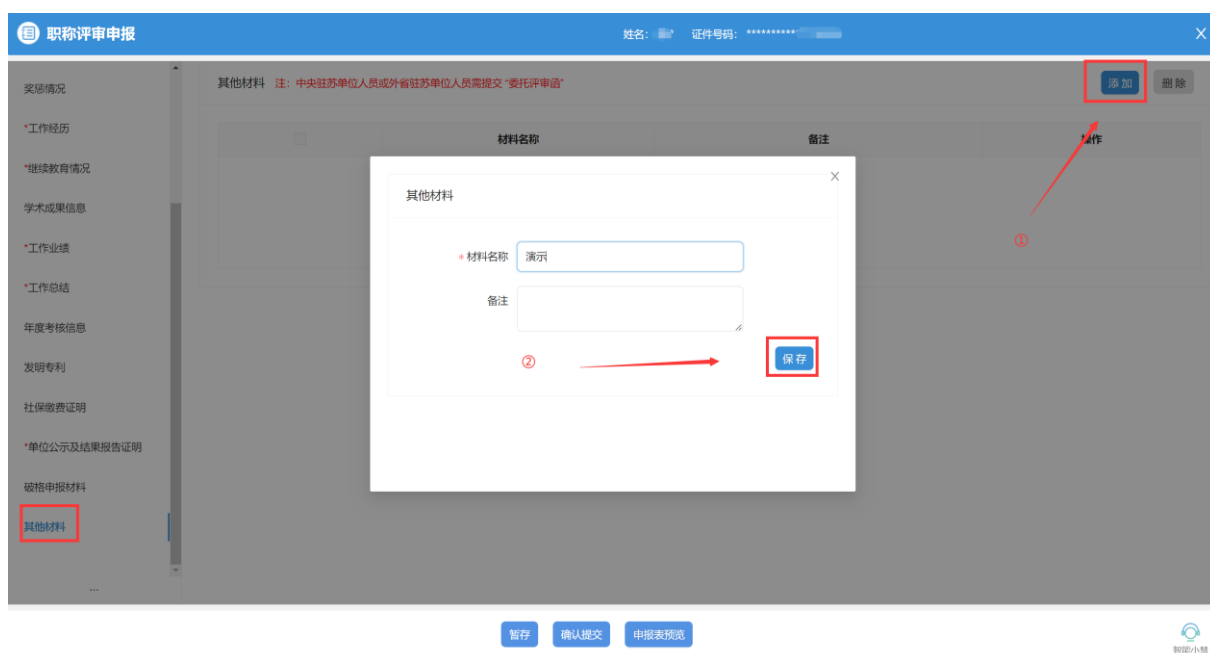 职称评审申报
姓名： 证件号码：**********
X
奖惩情况
*工作经历
*继续教育情况
学术成果信息
*工作业绩
*工作总结
年度考核信息
发明专利
社保缴费证明
*单位公示及结果报告证明
破格申报材料
其他材料
...
其他材料 注：中央驻苏单位人员或外省驻苏单位人员需提交 "委托评审函"
添加 删除
材料名称 备注 操作
①
X
其他材料
* 材料名称 演示
备注
②
保存
暂存 确认提交 申报表预览
智能小慧